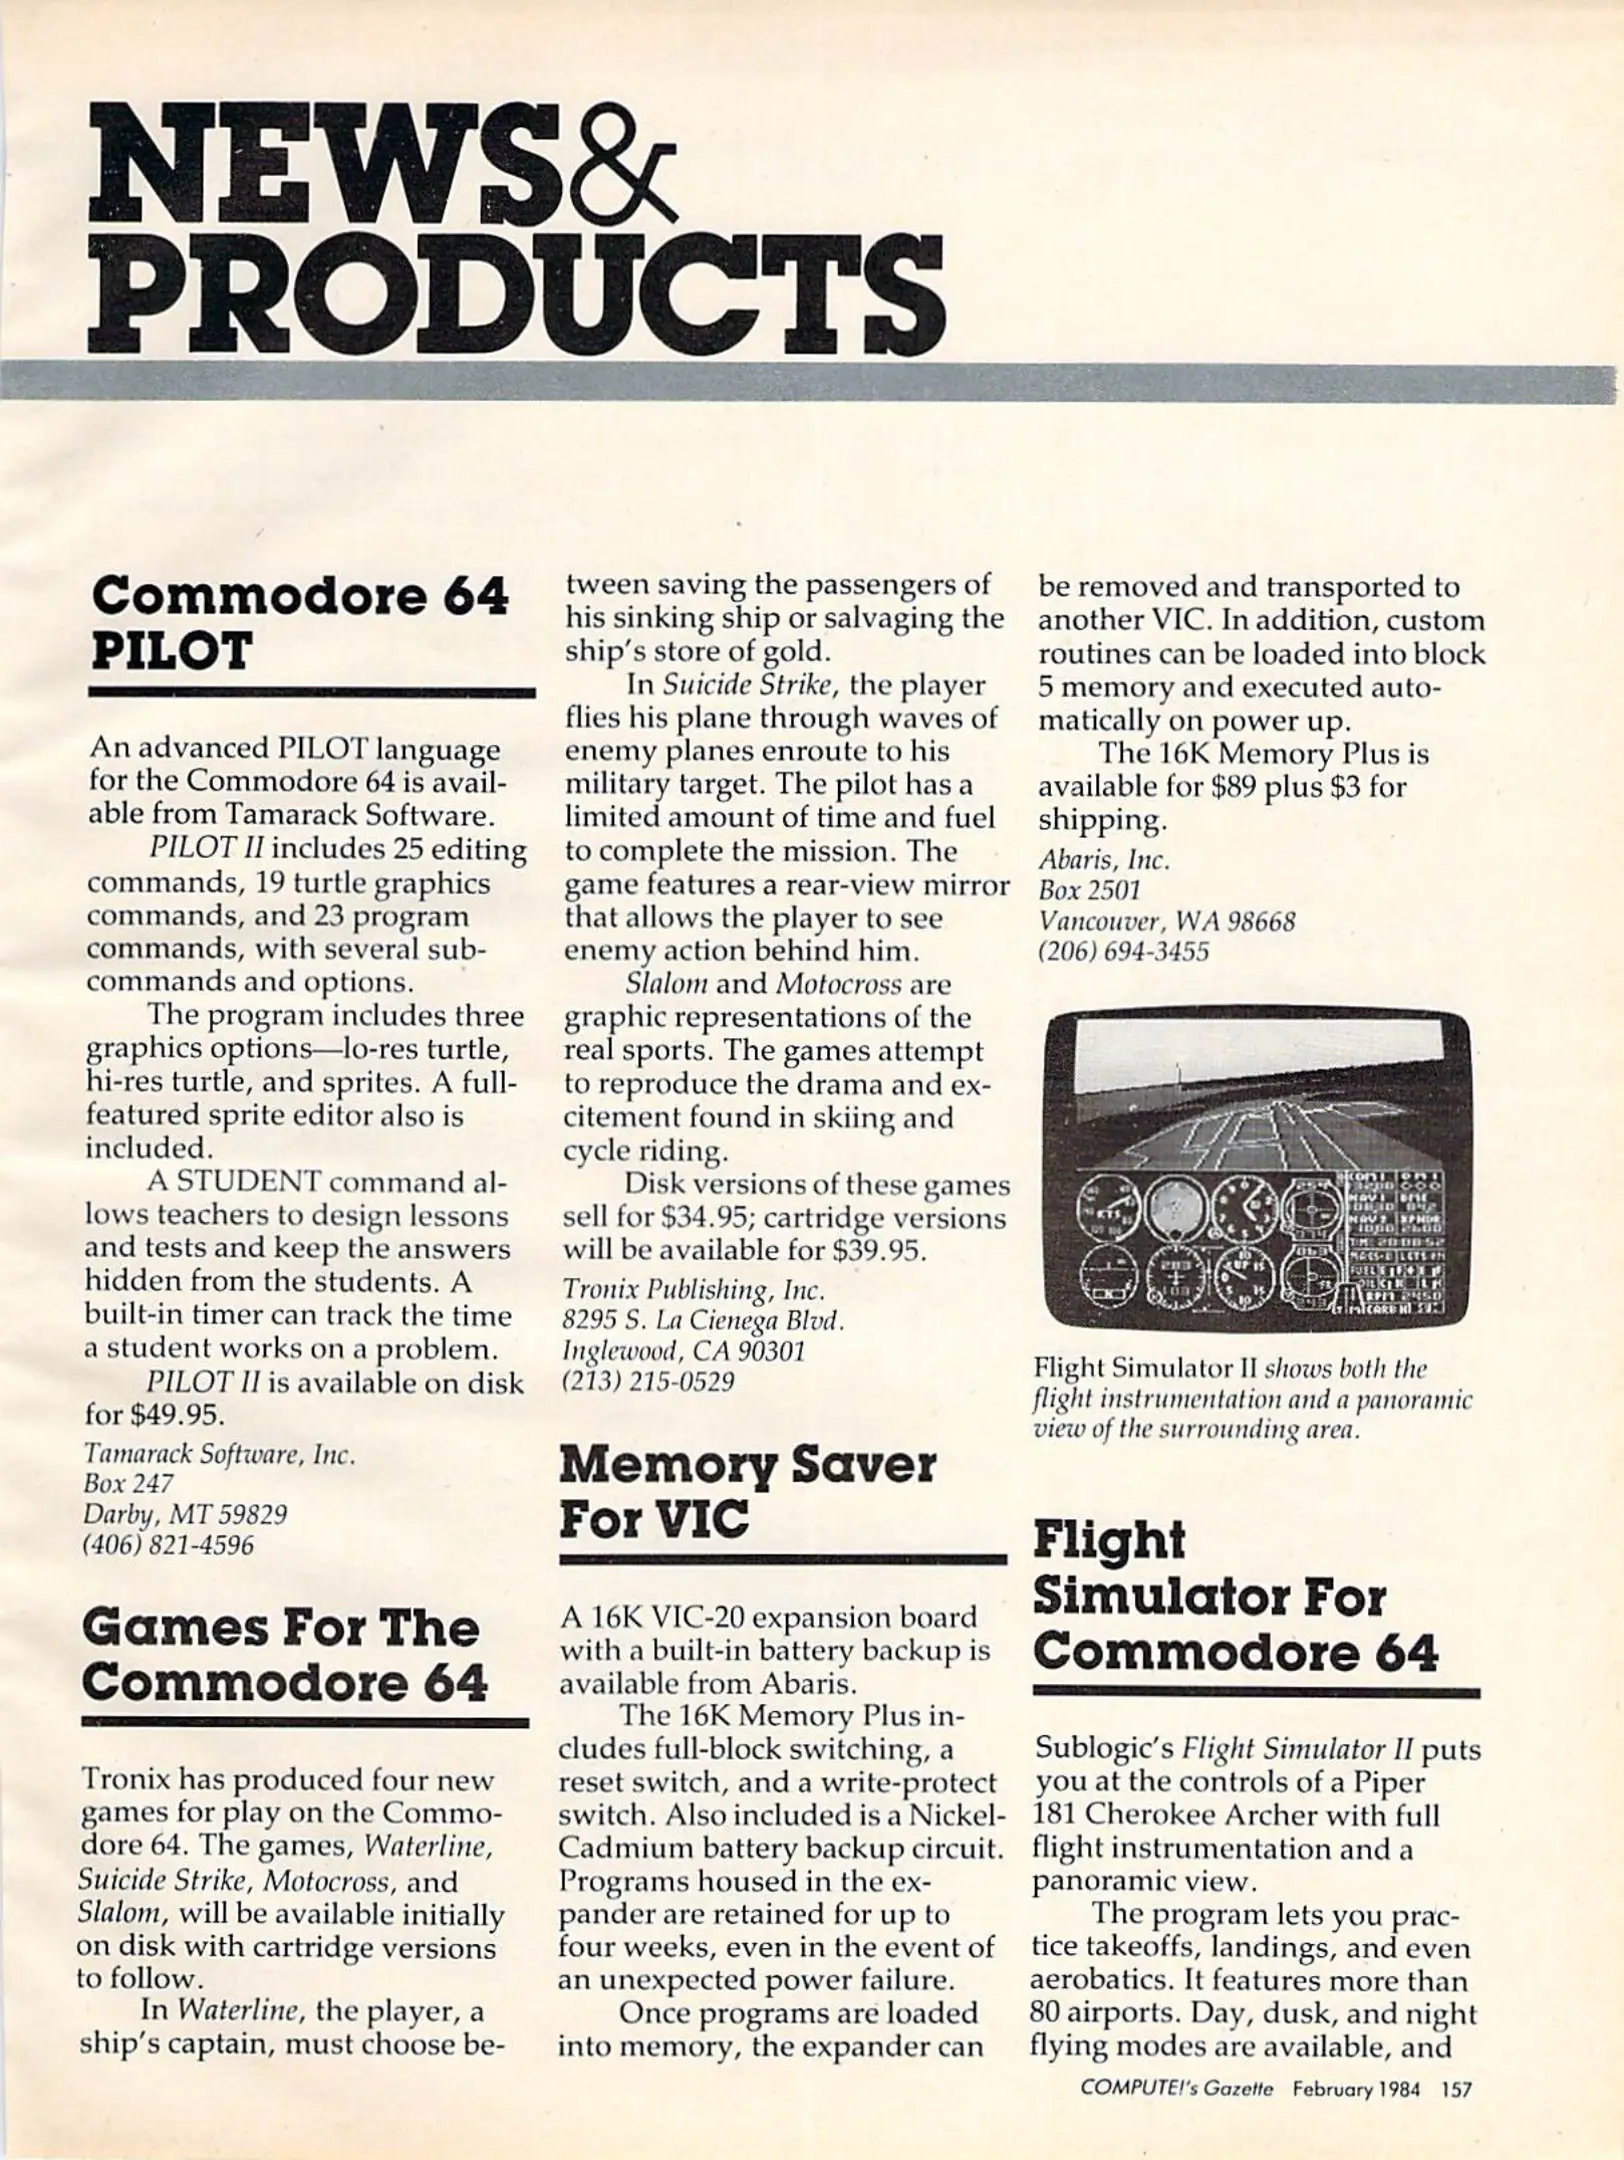 NEWS&
PRODUCTS
Commodore 64
PILOT
An advanced PILOT language
for the Commodore 64 is avail-
able from Tamarack Software.
PILOT II includes 25 editing
commands, 19 turtle graphics
commands, and 23 program
commands, with several sub-
commands and options.
The program includes three
graphics options—lo-res turtle,
hi-res turtle, and sprites. A full-
featured sprite editor also is
included.
A STUDENT command al-
lows teachers to design lessons
and tests and keep the answers
hidden from the students. A
built-in timer can track the time
a student works on a problem.
PILOT II is available on disk
for $49.95.
Tamarack Software, Inc.
Box 247
Darby, MT 59829
(406) 821-4596
Games For The
Commodore 64
Tronix has produced four new
games for play on the Commo-
dore 64. The games, Waterline,
Suicide Strike, Motocross, and
Slalom, will be available initially
on disk with cartridge versions
to follow.
In Waterline, the player, a
ship's captain, must choose be-
tween saving the passengers of
his sinking ship or salvaging the
ship's store of gold.
In Suicide Strike, the player
flies his plane through waves of
enemy planes enroute to his
military target. The pilot has a
limited amount of time and fuel
to complete the mission. The
game features a rear-view mirror
that allows the player to see
enemy action behind him.
Slalom and Motocross are
graphic representations of the
real sports. The games attempt
to reproduce the drama and ex-
citement found in skiing and
cycle riding.
Disk versions of these games
sell for $34.95; cartridge versions
will be available for $39.95.
Tronix Publishing, Inc.
8295 S. La Cienega Blvd.
Inglewood, CA 90301
(213) 215-0529
Memory Saver
For VIC
A 16K VIC-20 expansion board
with a built-in battery backup is
available from Abaris.
The 16K Memory Plus in-
cludes full-block switching, a
reset switch, and a write-protect
switch. Also included is a Nickel-
Cadmium battery backup circuit.
Programs housed in the ex-
pander are retained for up to
four weeks, even in the event of
an unexpected power failure.
Once programs are loaded
into memory, the expander can
be removed and transported to
another VIC. In addition, custom
routines can be loaded into block
5 memory and executed auto-
matically on power up.
The 16K Memory Plus is
available for $89 plus $3 for
shipping.
Abaris, Inc.
Box 2501
Vancouver, WA 98668
(206) 694-3455
Flight Simulator II shows both the
flight instrumentation and a panoramic
view of the surrounding area.
Flight
Simulator For
Commodore 64
Sublogic's Flight Simulator II puts
you at the controls of a Piper
181 Cherokee Archer with full
flight instrumentation and a
panoramic view.
The program lets you prac-
tice takeoffs, landings, and even
aerobatics. It features more than
80 airports. Day, dusk, and night
flying modes are available, and
COMPUTE!'s Gazette February 1984 157